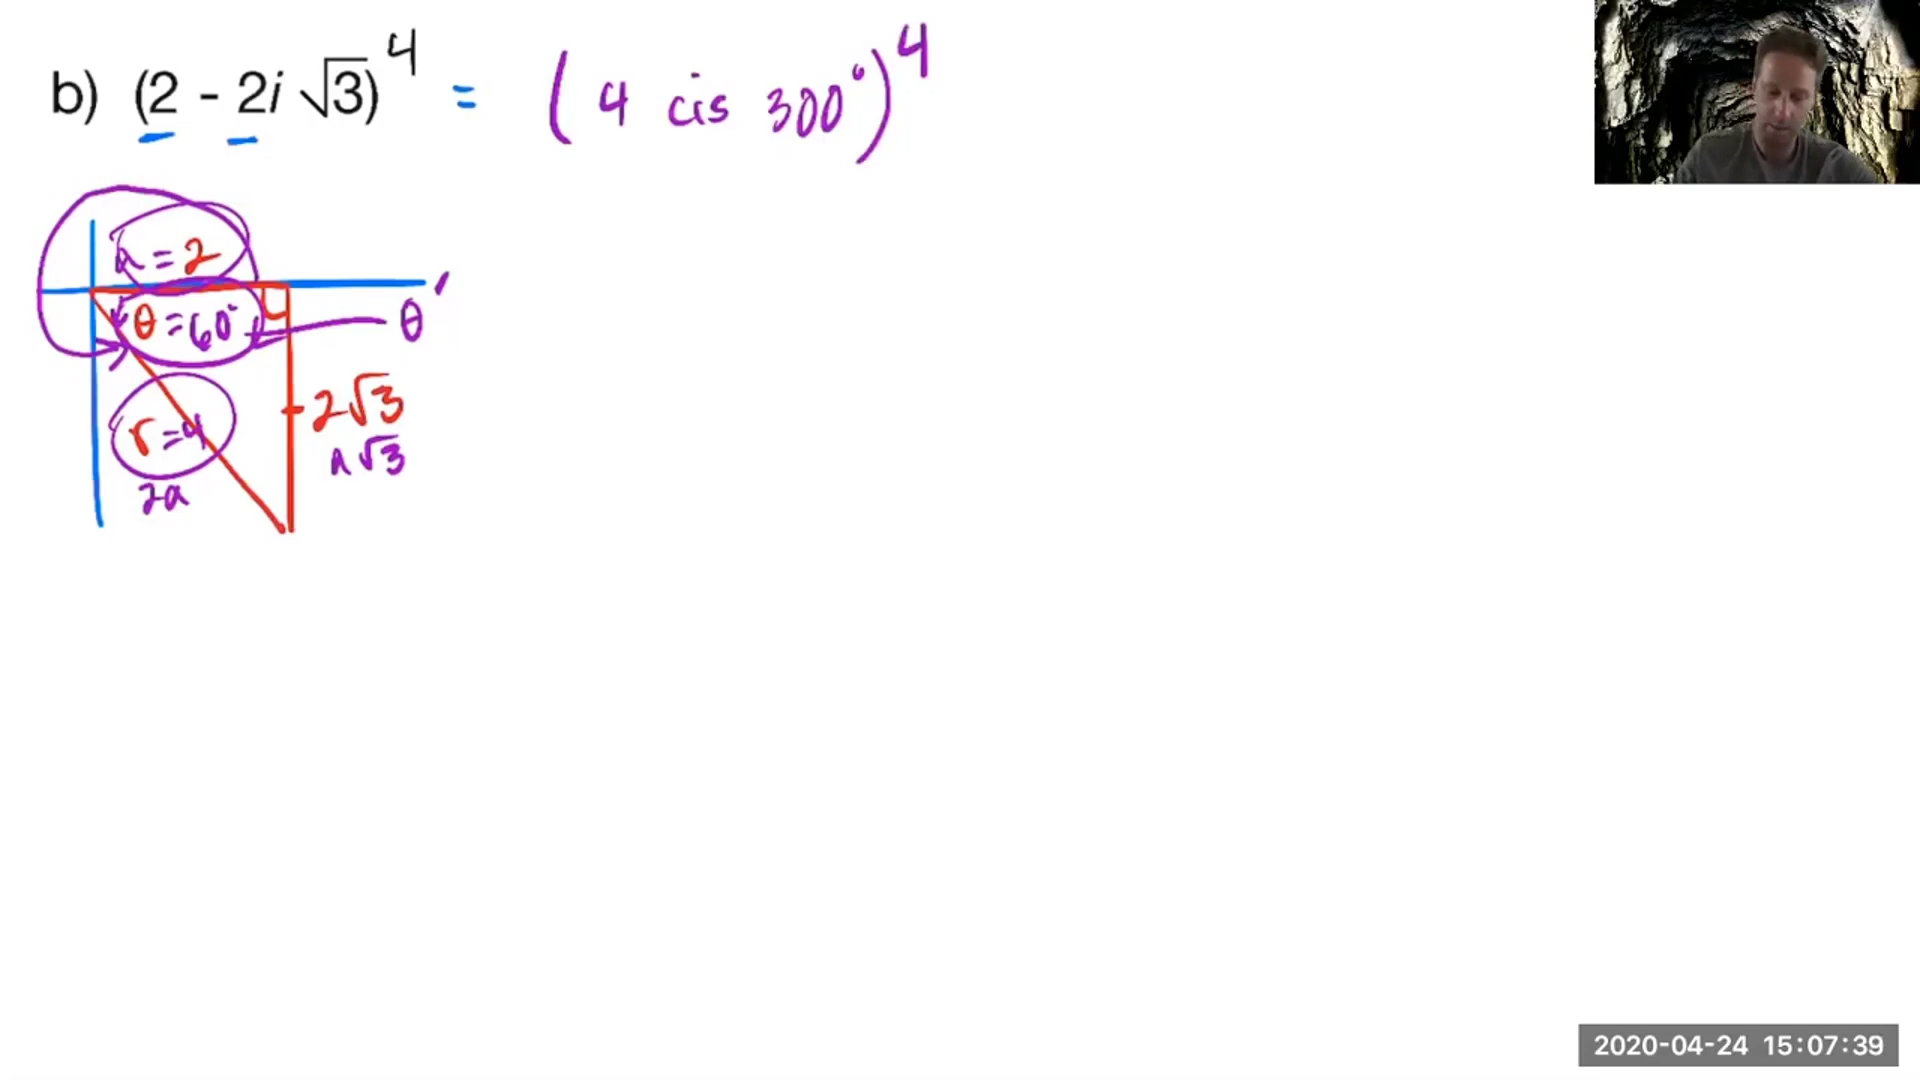 b) (2 - 2i √3)^4 = (4 cis 300°)^4
a = 2
θ = 60° θ'
r = 4
2√3
a√3
2a
2020-04-24 15:07:39